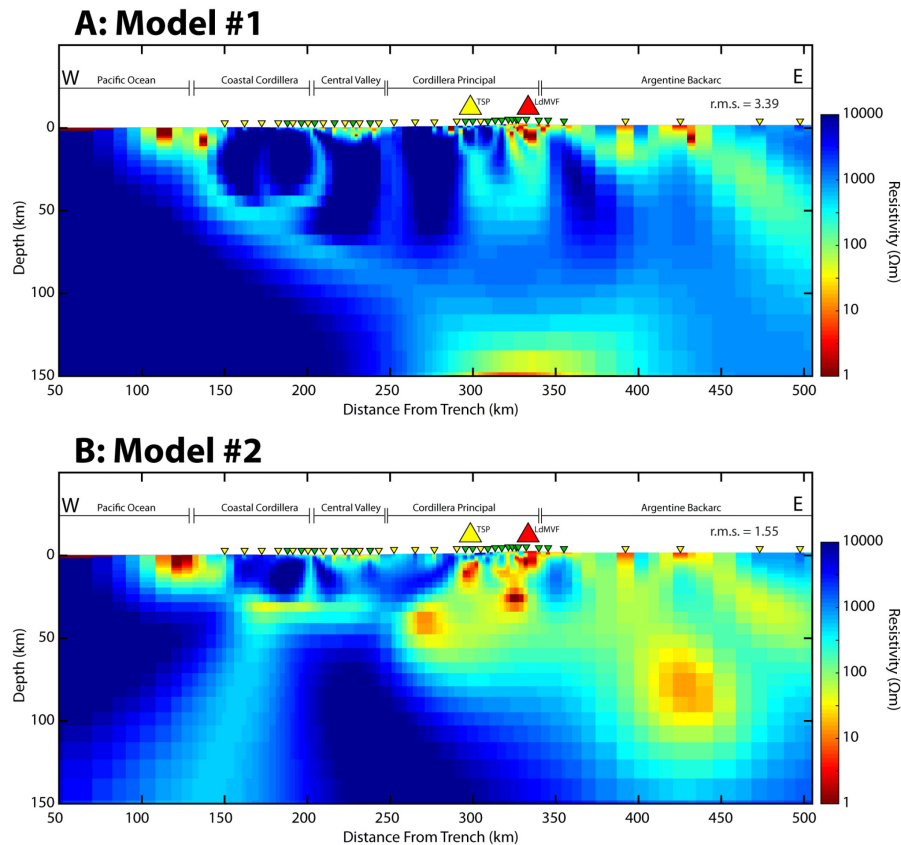 A: Model #1
W E
Pacific Ocean Coastal Cordillera Central Valley Cordillera Principal Argentine Backarc
TSP LdMVF
r.m.s. = 3.39
0
50
100
150
Depth (km)
50 100 150 200 250 300 350 400 450 500
Distance From Trench (km)
10000
1000
100
10
1
Resistivity (Ωm)
B: Model #2
W E
Pacific Ocean Coastal Cordillera Central Valley Cordillera Principal Argentine Backarc
TSP LdMVF
r.m.s. = 1.55
0
50
100
150
Depth (km)
50 100 150 200 250 300 350 400 450 500
Distance From Trench (km)
10000
1000
100
10
1
Resistivity (Ωm)